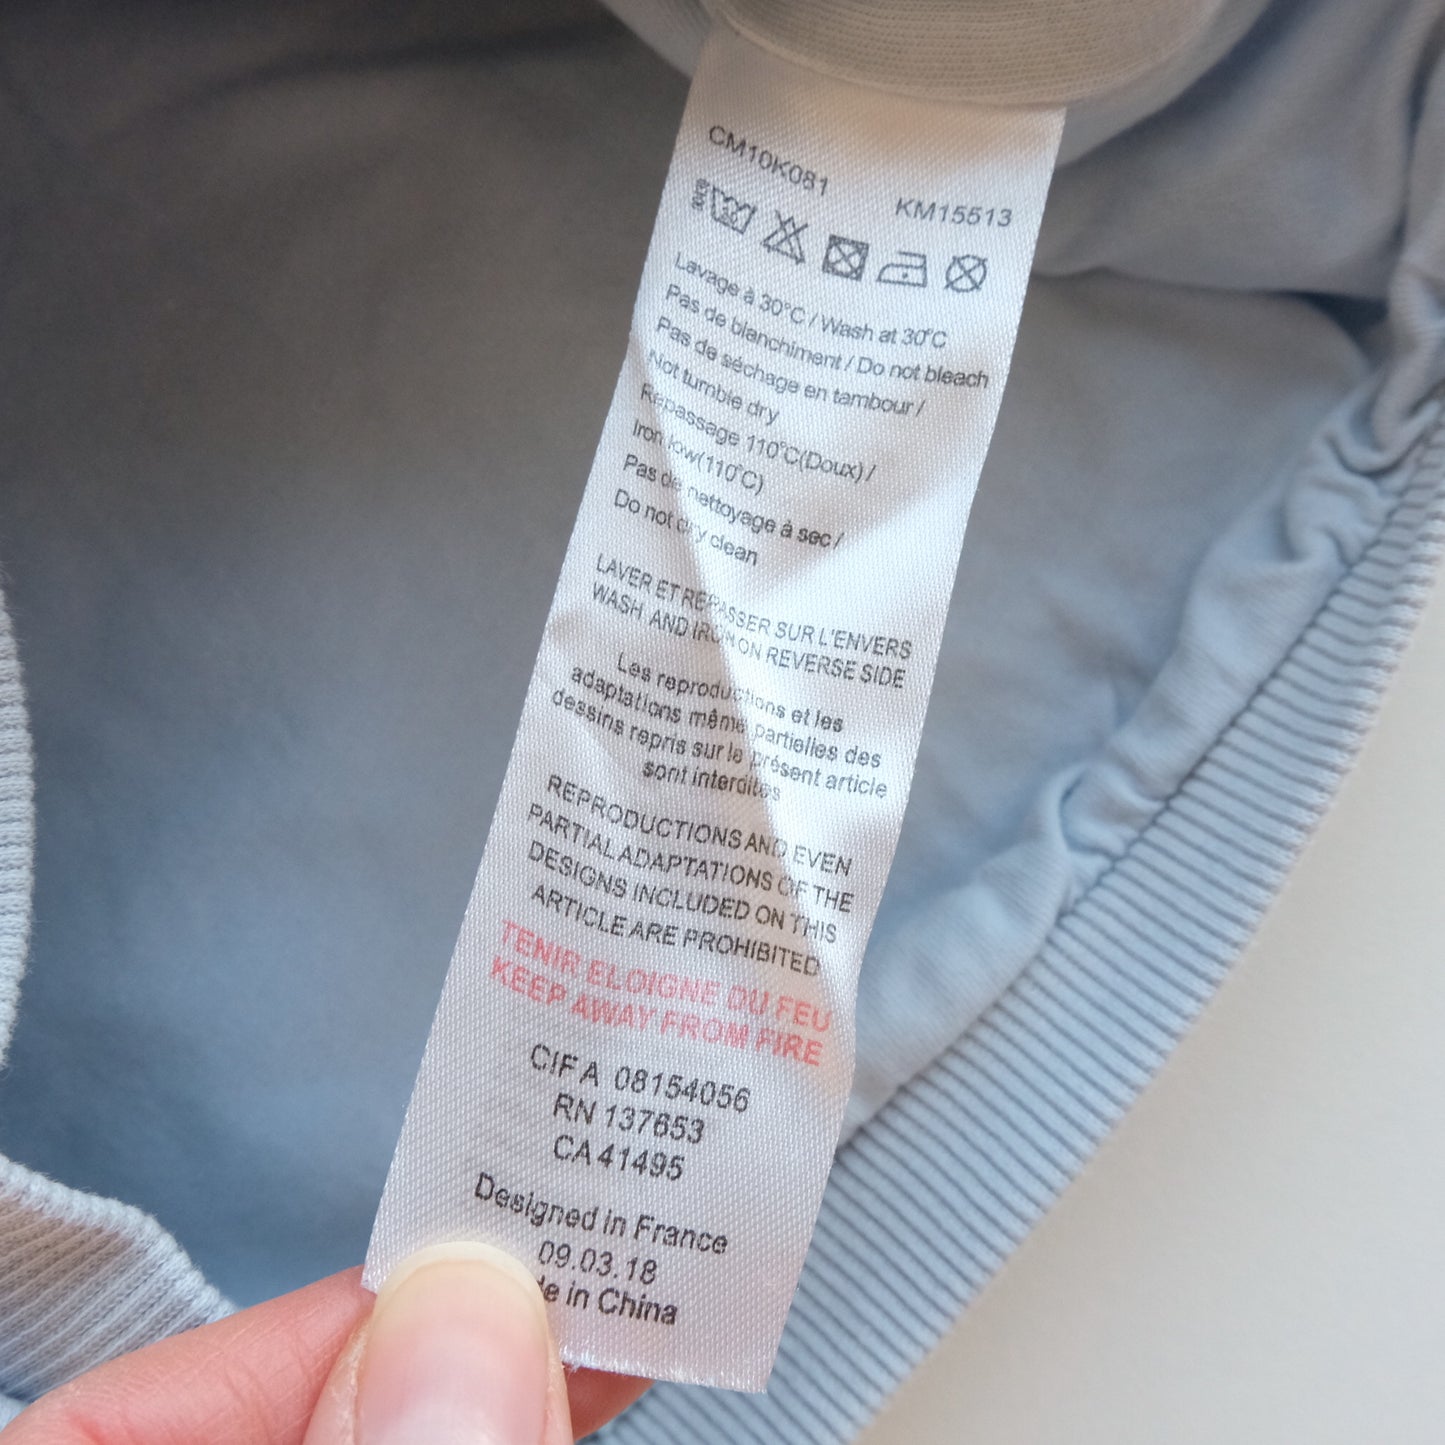 CM10K081
KM15513
Lavage à 30°C / Wash at 30°C
Pas de blanchiment / Do not bleach
Pas de séchage en tambour /
Not tumble dry
Repassage 110°C(Doux) /
Iron low(110°C)
Pas de nettoyage à sec /
Do not dry clean
LAVER ET REPASSER SUR L'ENVERS
WASH AND IRON ON REVERSE SIDE
Les reproductions et les
adaptations même partielles des
dessins repris sur le présent article
sont interdites
REPRODUCTIONS AND EVEN
PARTIAL ADAPTATIONS OF THE
DESIGNS INCLUDED ON THIS
ARTICLE ARE PROHIBITED
TENIR ELOIGNE DU FEU
KEEP AWAY FROM FIRE
CIF A 08154056
RN 137653
CA 41495
Designed in France
09.03.18
in China